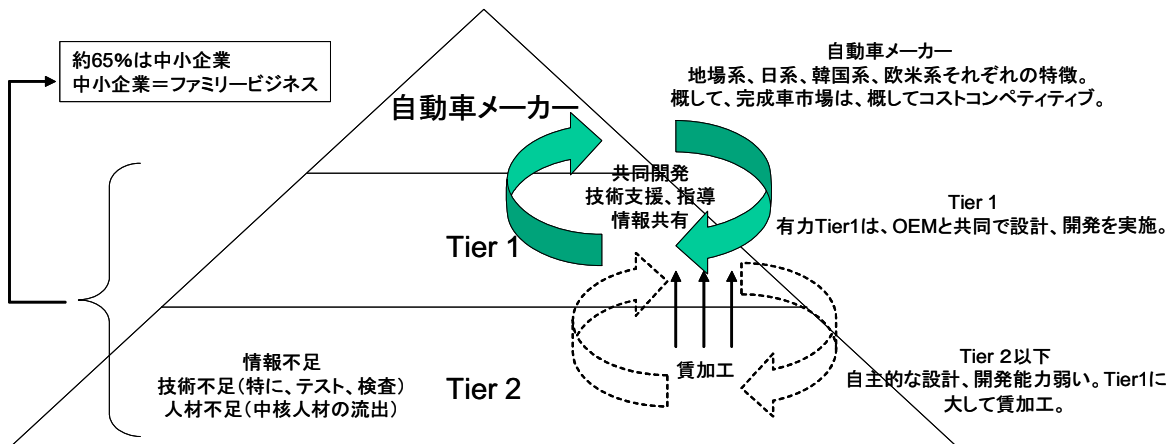 約65%は中小企業
中小企業=ファミリービジネス
自動車メーカー
地場系、日系、韓国系、欧米系それぞれの特徴。
概して、完成車市場は、概してコストコンペティティブ。
自動車メーカー
共同開発
技術支援、指導
情報共有
Tier 1
有力Tier1は、OEMと共同で設計、開発を実施。
Tier 1
情報不足
技術不足(特に、テスト、検査)
人材不足(中核人材の流出)
Tier 2
賃加工
Tier 2以下
自主的な設計、開発能力弱い。Tier1に
大して賃加工。